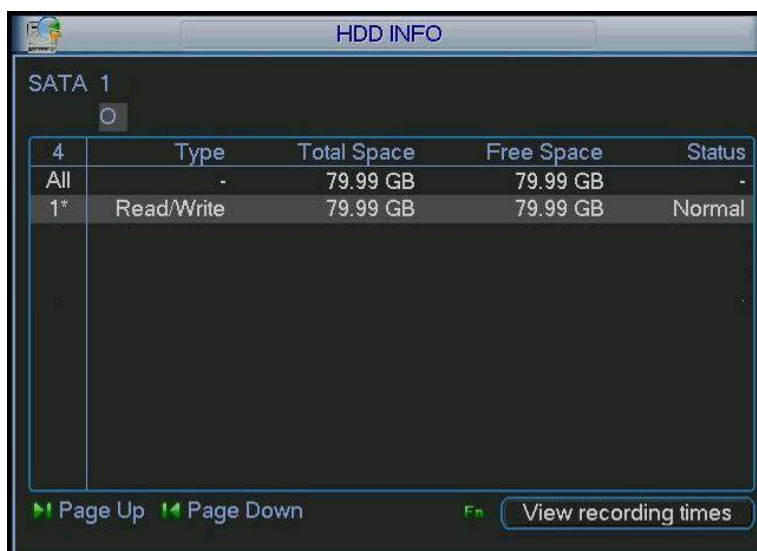 HDD INFO
SATA 1
O
4 Type Total Space Free Space Status
All - 79.99 GB 79.99 GB -
1* Read/Write 79.99 GB 79.99 GB Normal
Page Up Page Down Fn View recording times